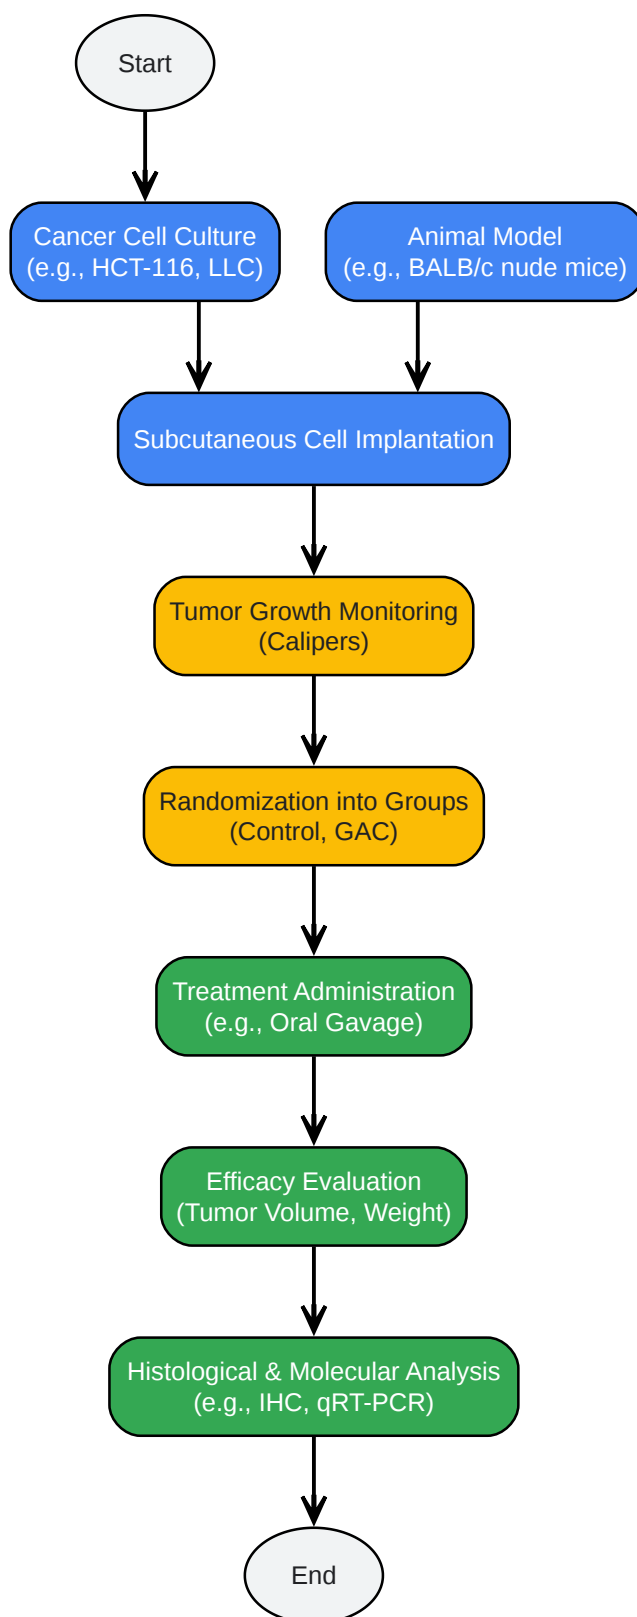 Start
Cancer Cell Culture
(e.g., HCT-116, LLC)
Animal Model
(e.g., BALB/c nude mice)
Subcutaneous Cell Implantation
Tumor Growth Monitoring
(Calipers)
Randomization into Groups
(Control, GAC)
Treatment Administration
(e.g., Oral Gavage)
Efficacy Evaluation
(Tumor Volume, Weight)
Histological & Molecular Analysis
(e.g., IHC, qRT-PCR)
End